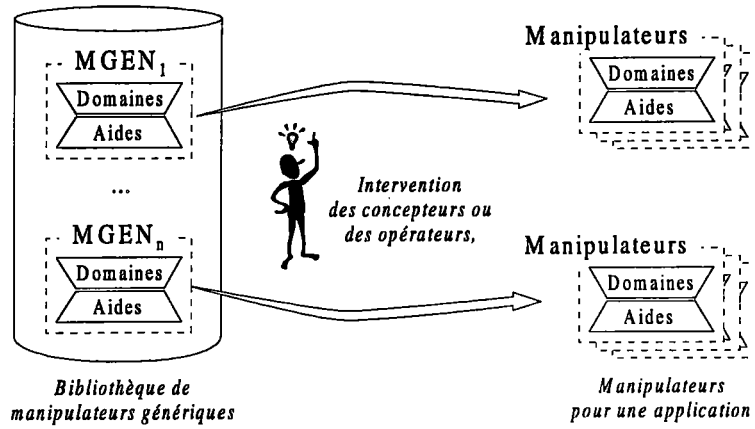 MGEN1
Domaines
Aides
...
MGENn
Domaines
Aides
Bibliothèque de
manipulateurs génériques
Intervention
des concepteurs ou
des opérateurs,
Manipulateurs
Domaines
Aides
Manipulateurs
Domaines
Aides
Manipulateurs
pour une application